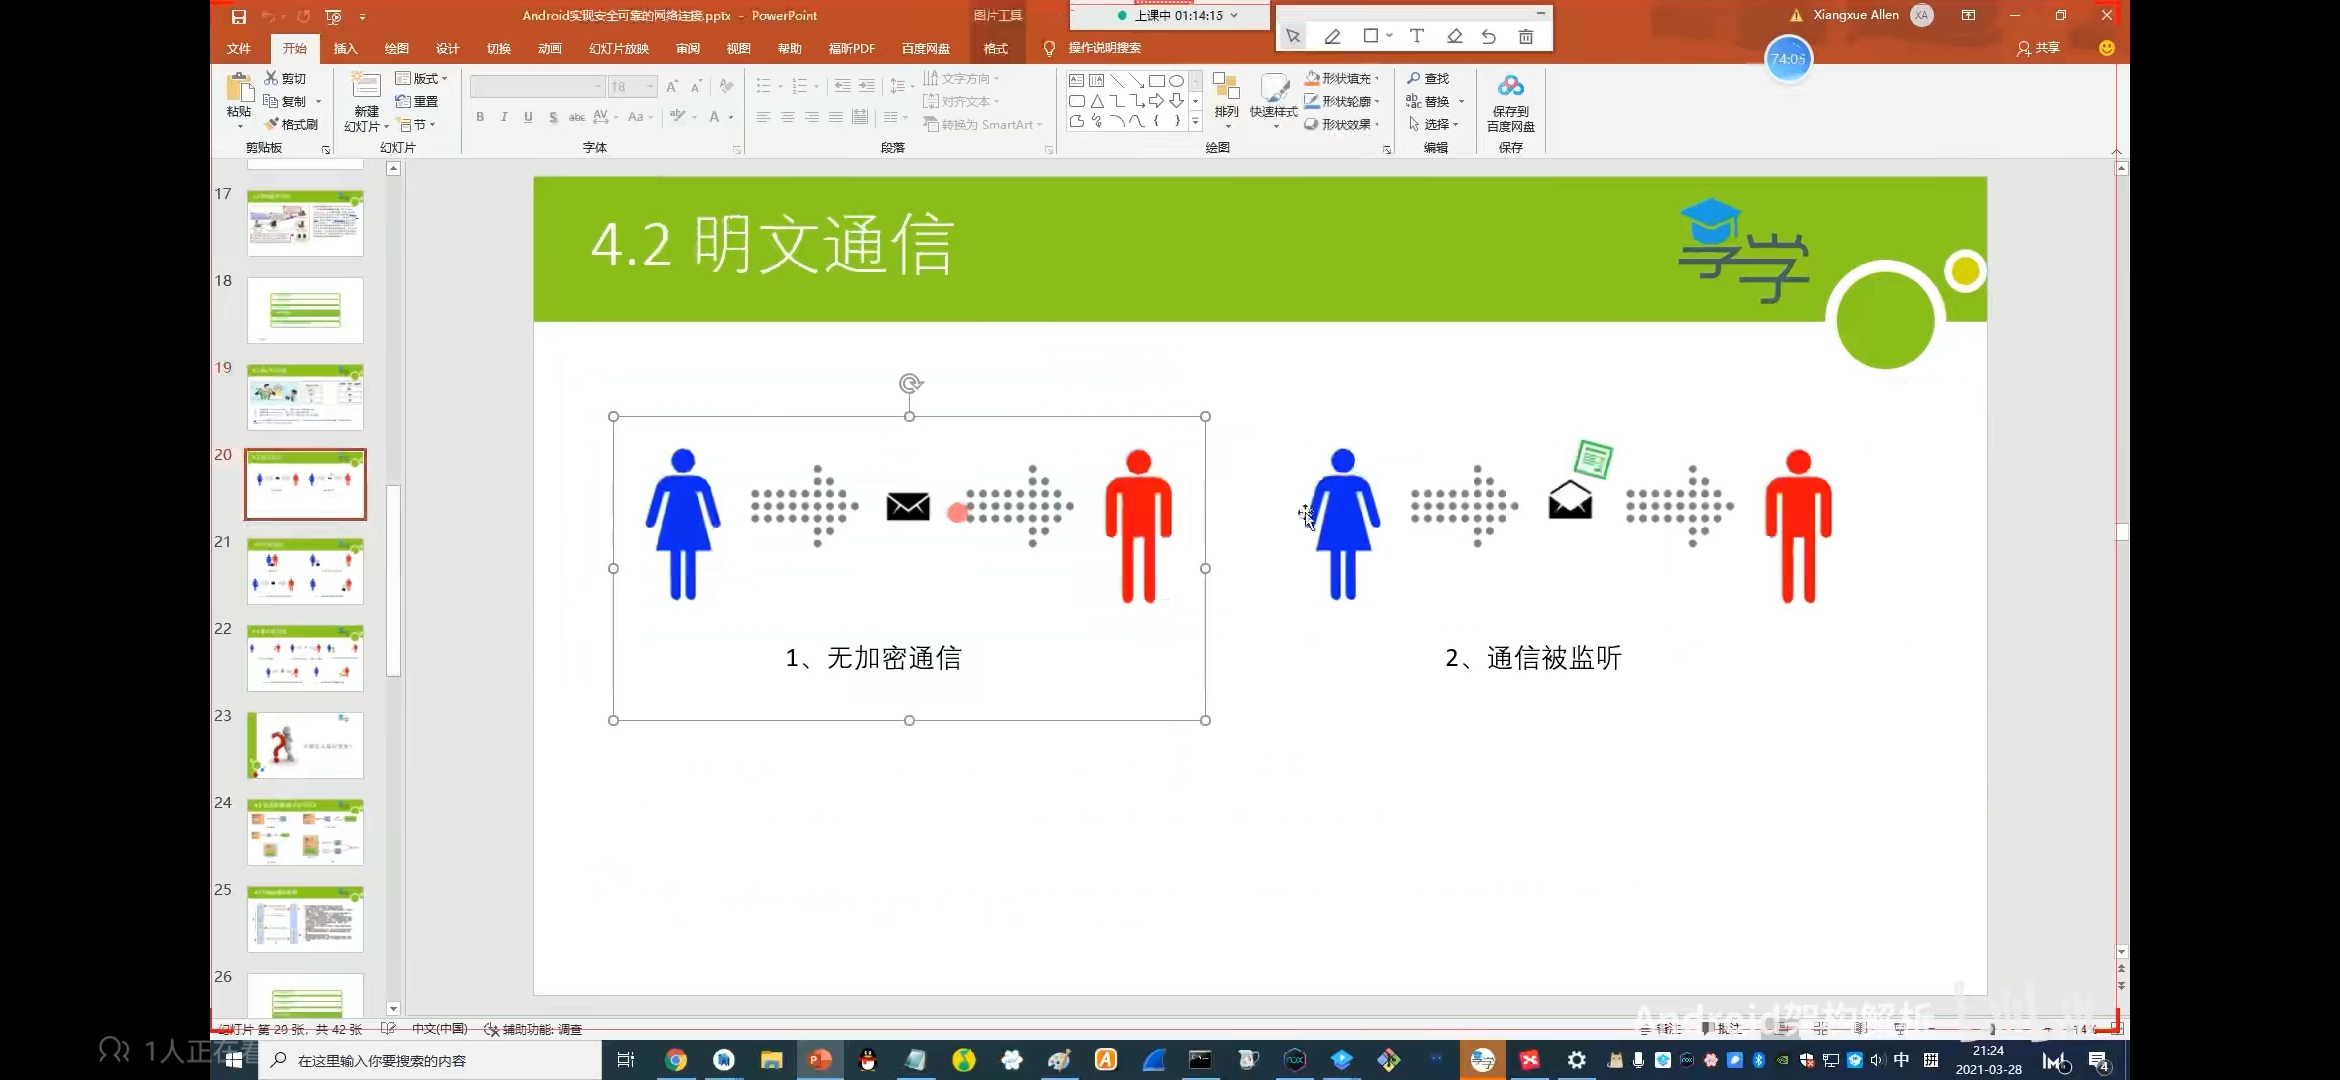 Android实现安全可靠的网络连接.pptx - PowerPoint
图片工具
上课中 01:14:15
Xiangxue Allen
XA
文件 开始 插入 绘图 设计 切换 动画 幻灯片放映 审阅 视图 帮助 福昕PDF 百度网盘 格式 操作说明搜索
共享
74:05
粘贴
剪切
复制
格式刷
剪贴板
新建
幻灯片
版式
重置
节
幻灯片
18
B I U S abc AV Aa A
字体
文字方向
对齐文本
转换为 SmartArt
段落
排列
快速样式
形状填充
形状轮廓
形状效果
绘图
查找
替换
选择
编辑
保存到
百度网盘
保存
17
18
19
20
21
22
23
24
25
26
4.2 明文通信
享学
1、无加密通信
2、通信被监听
Android架构解析
幻灯片 第 20 张，共 42 张
中文(中国)
辅助功能: 调查
1人正在看
在这里输入你要搜索的内容
中
拼
21:24
2021-03-28
4